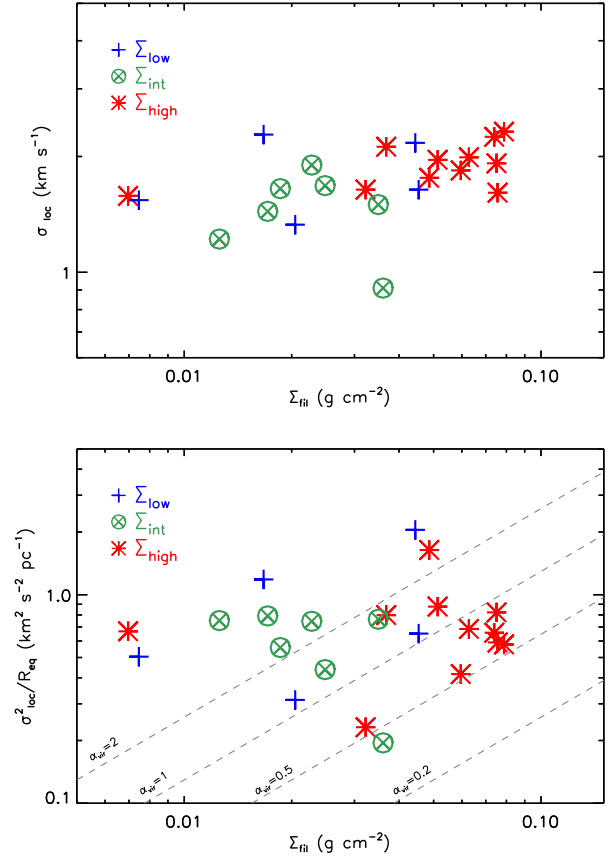 Σlow
Σint
Σhigh
σ loc (km s⁻¹)
1
0.01
0.10
Σfil (g cm⁻²)
Σlow
Σint
Σhigh
σ²loc/Req (km² s⁻² pc⁻¹)
1.0
0.1
αvir=2
αvir=1
αvir=0.5
αvir=0.2
0.01
0.10
Σfil (g cm⁻²)